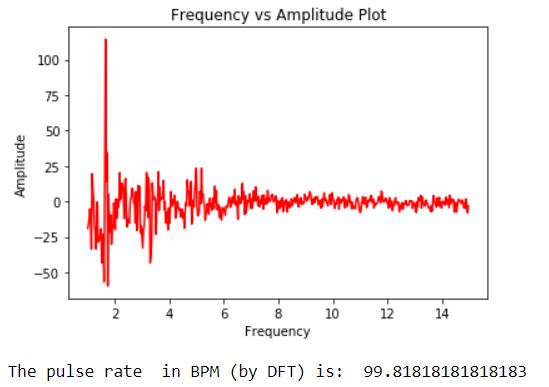 Frequency vs Amplitude Plot
100
75
50
25
0
−25
−50
Amplitude
2 4 6 8 10 12 14
Frequency
The pulse rate  in BPM (by DFT) is:  99.81818181818183